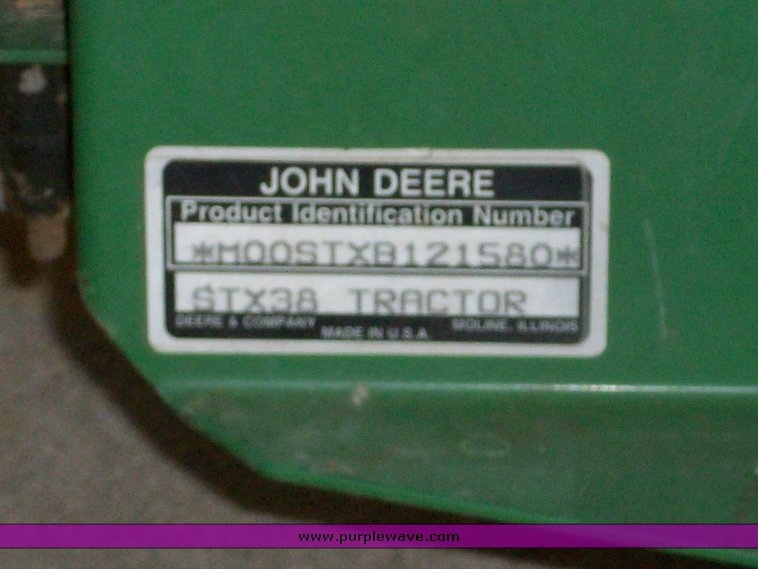 JOHN DEERE
Product Identification Number
*M00STXB121580*
STX38 TRACTOR
DEERE & COMPANY MOLINE, ILLINOIS
MADE IN U.S.A.
www.purplewave.com